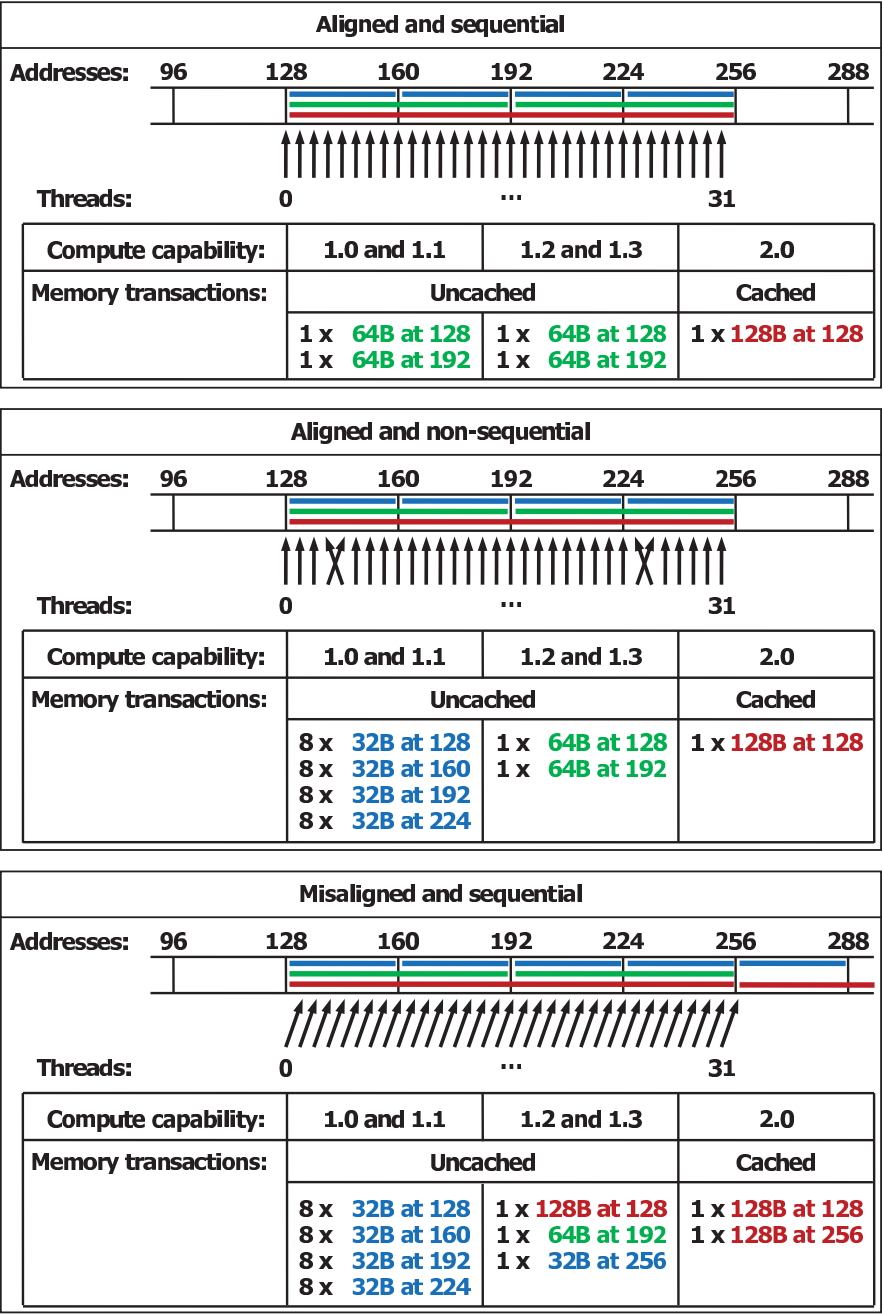 Aligned and sequential
Addresses: 96 128 160 192 224 256 288
Threads: 0 ... 31
Compute capability: 1.0 and 1.1 1.2 and 1.3 2.0
Memory transactions: Uncached Cached
1 x 64B at 128 1 x 64B at 128 1 x 128B at 128
1 x 64B at 192 1 x 64B at 192
Aligned and non-sequential
Addresses: 96 128 160 192 224 256 288
Threads: 0 ... 31
Compute capability: 1.0 and 1.1 1.2 and 1.3 2.0
Memory transactions: Uncached Cached
8 x 32B at 128 1 x 64B at 128 1 x 128B at 128
8 x 32B at 160 1 x 64B at 192
8 x 32B at 192
8 x 32B at 224
Misaligned and sequential
Addresses: 96 128 160 192 224 256 288
Threads: 0 ... 31
Compute capability: 1.0 and 1.1 1.2 and 1.3 2.0
Memory transactions: Uncached Cached
8 x 32B at 128 1 x 128B at 128 1 x 128B at 128
8 x 32B at 160 1 x 64B at 192 1 x 128B at 256
8 x 32B at 192 1 x 32B at 256
8 x 32B at 224